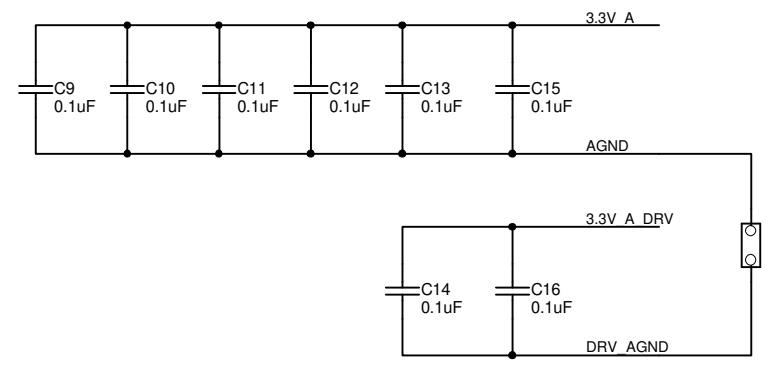 3.3V_A
C9
0.1uF
C10
0.1uF
C11
0.1uF
C12
0.1uF
C13
0.1uF
C15
0.1uF
AGND
3.3V_A_DRV
C14
0.1uF
C16
0.1uF
DRV_AGND